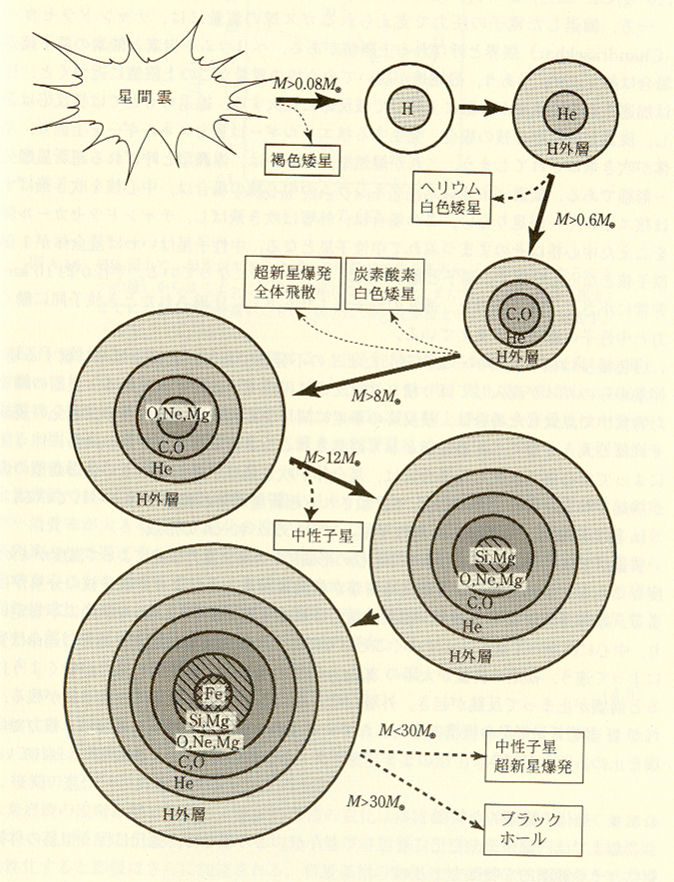 星間雲
M>0.08M
H
He
H外層
褐色矮星
ヘリウム
白色矮星
M>0.6M
超新星爆発
全体飛散
炭素酸素
白色矮星
C,O
He
H外層
M>8M
O,Ne,Mg
C,O
He
H外層
M>12M
中性子星
Si,Mg
O,Ne,Mg
C,O
He
H外層
Fe
Si,Mg
O,Ne,Mg
C,O
He
H外層
M<30M
中性子星
超新星爆発
M>30M
ブラック
ホール